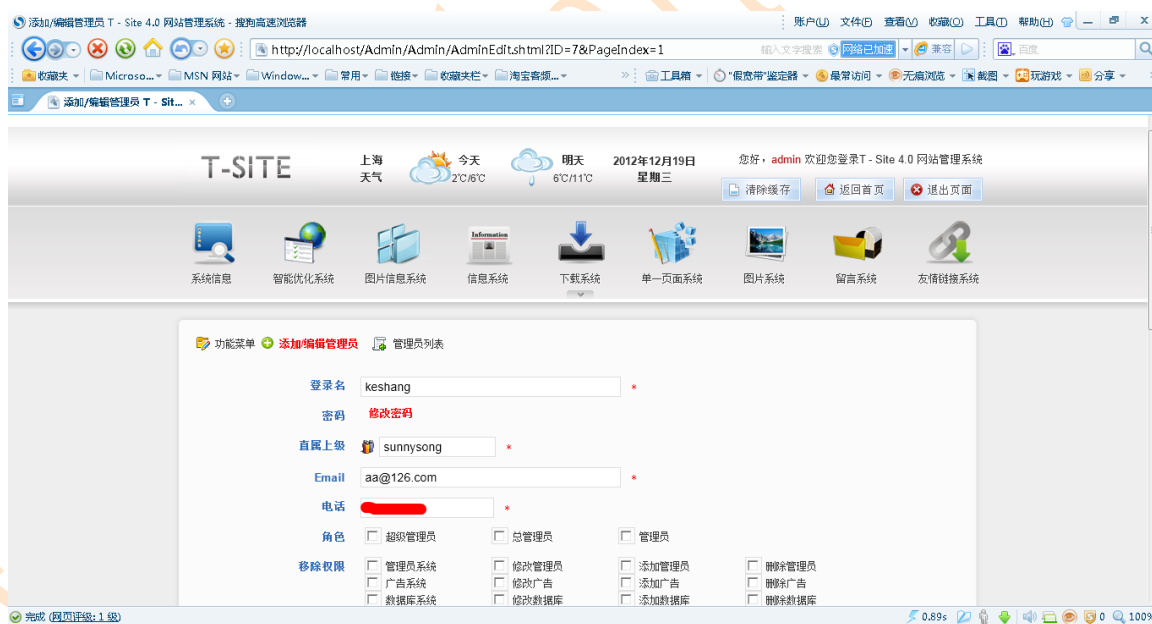 添加/编辑管理员 T - Site 4.0 网站管理系统 - 搜狗高速浏览器
账户(U) 文件(F) 查看(V) 收藏(O) 工具(T) 帮助(H)
http://localhost/Admin/Admin/AdminEdit.shtml?ID=7&PageIndex=1
输入文字搜索 网络已加速 兼容 百度
收藏夹 Microso... MSN 网站 Window... 常用 链接 收藏夹栏 淘宝客频... » 工具箱 "假宽带"鉴定器 最常访问 无痕浏览 截图 玩游戏 分享
添加/编辑管理员 T - Sit... ×
T-SITE
上海 今天 明天 2012年12月19日 您好,admin 欢迎您登录T - Site 4.0 网站管理系统
天气 2℃/6℃ 6℃/11℃ 星期三
清除缓存 返回首页 退出页面
系统信息 智能优化系统 图片信息系统 信息系统 下载系统 单一页面系统 图片系统 留言系统 友情链接系统
Information
功能菜单 添加/编辑管理员 管理员列表
登录名 keshang *
密码 修改密码
直属上级 sunnysong *
Email aa@126.com *
电话 *
角色 超级管理员 总管理员 管理员
移除权限 管理员系统 修改管理员 添加管理员 删除管理员
广告系统 修改广告 添加广告 删除广告
数据库系统 修改数据库 添加数据库 删除数据库
完成 (网页评级: 1 级) 0.89s 0 100%